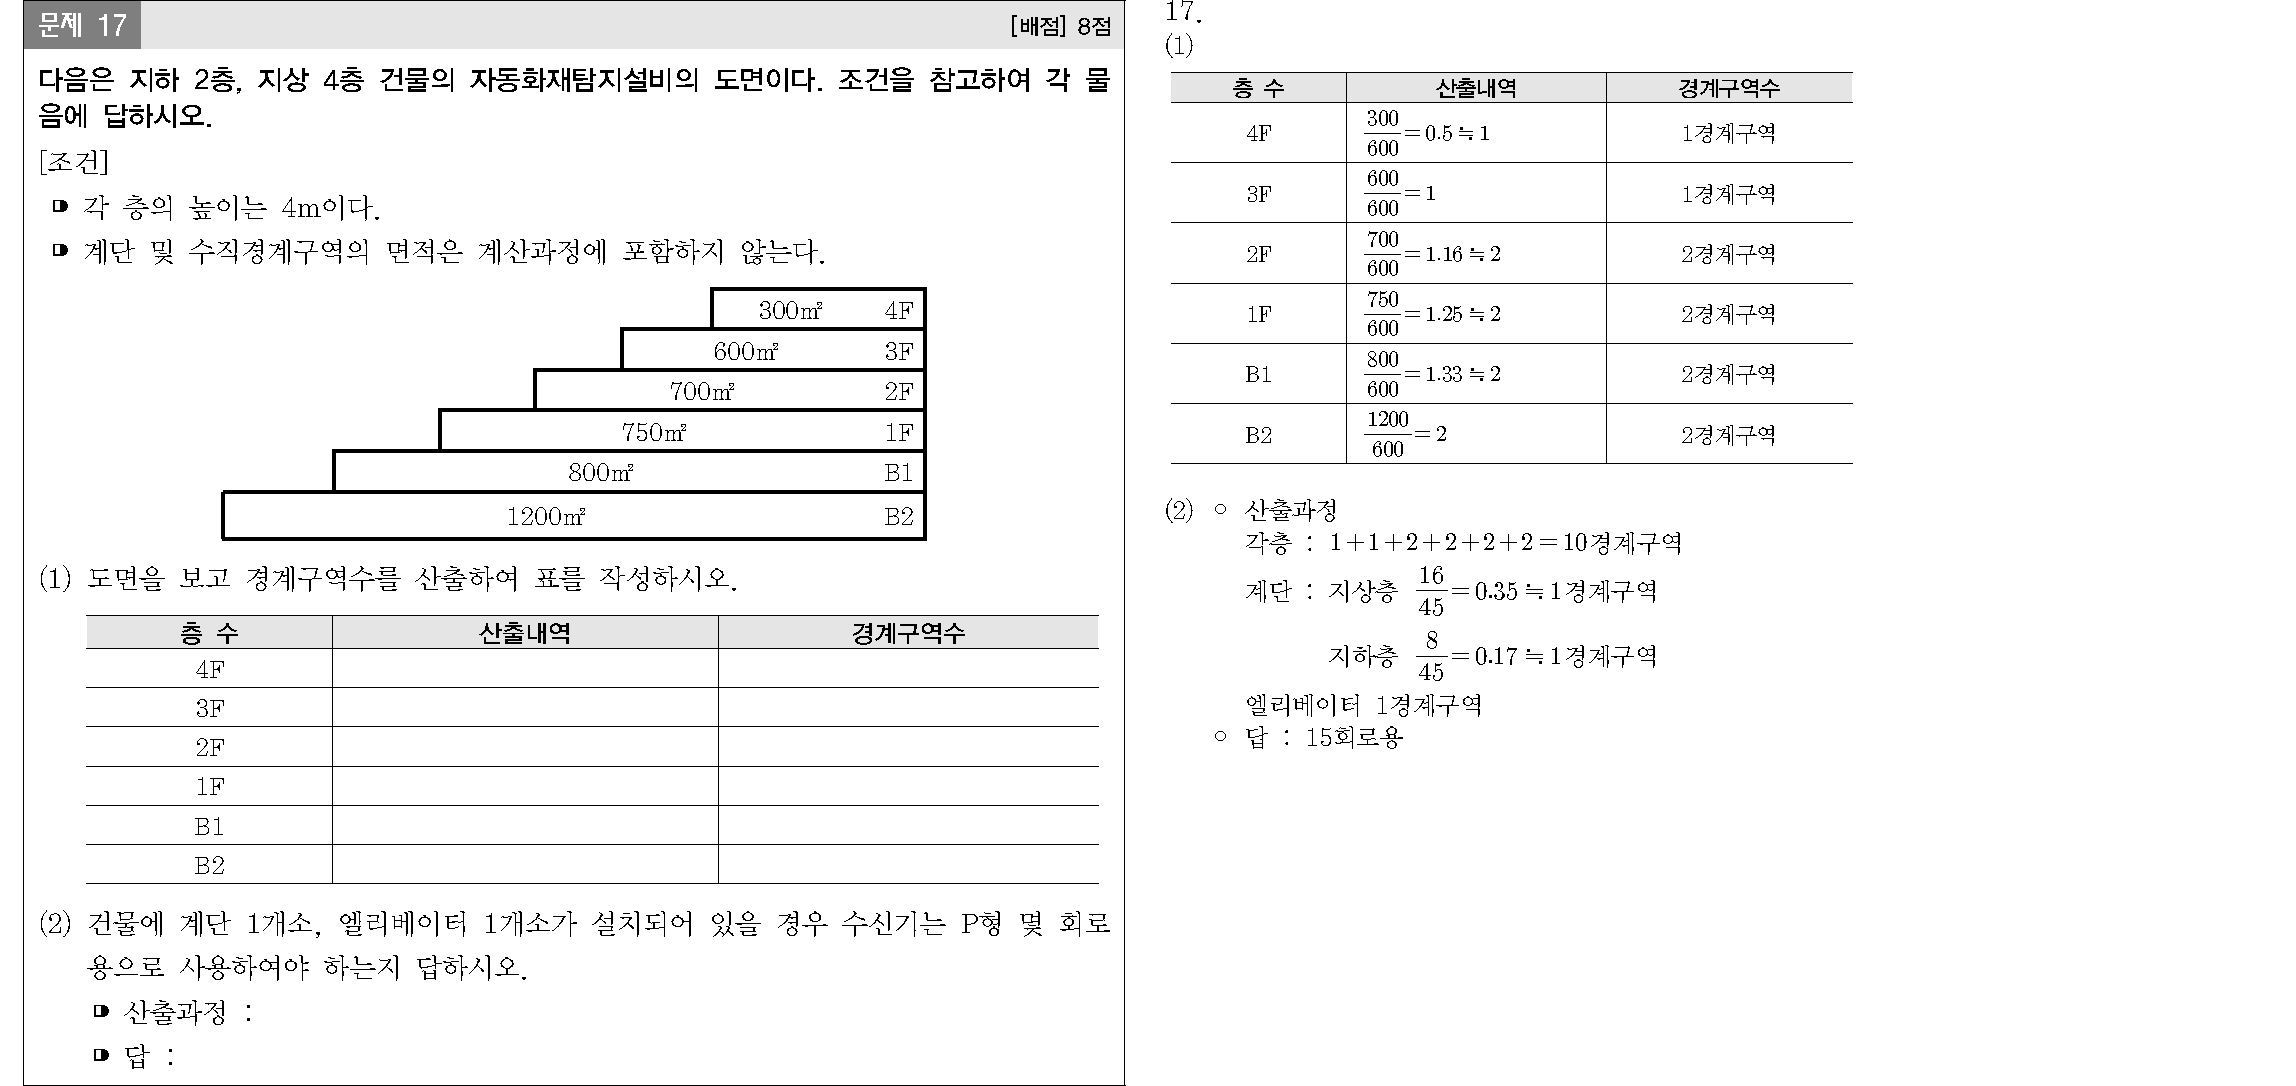 문제 17 [배점] 8점
다음은 지하 2층, 지상 4층 건물의 자동화재탐지설비의 도면이다. 조건을 참고하여 각 물
음에 답하시오.
[조건]
각 층의 높이는 4m이다.
계단 및 수직경계구역의 면적은 계산과정에 포함하지 않는다.
300㎡ 4F
600㎡ 3F
700㎡ 2F
750㎡ 1F
800㎡ B1
1200㎡ B2
(1) 도면을 보고 경계구역수를 산출하여 표를 작성하시오.
층 수 산출내역 경계구역수
4F
3F
2F
1F
B1
B2
(2) 건물에 계단 1개소, 엘리베이터 1개소가 설치되어 있을 경우 수신기는 P형 몇 회로
용으로 사용하여야 하는지 답하시오.
산출과정 :
답 :
17.
(1)
층 수 산출내역 경계구역수
4F 300/600 = 0.5 ≒ 1 1경계구역
3F 600/600 = 1 1경계구역
2F 700/600 = 1.16 ≒ 2 2경계구역
1F 750/600 = 1.25 ≒ 2 2경계구역
B1 800/600 = 1.33 ≒ 2 2경계구역
B2 1200/600 = 2 2경계구역
(2) ○ 산출과정
각층 : 1+1+2+2+2+2=10경계구역
계단 : 지상층 16/45 = 0.35 ≒ 1경계구역
지하층 8/45 = 0.17 ≒ 1경계구역
엘리베이터 1경계구역
○ 답 : 15회로용